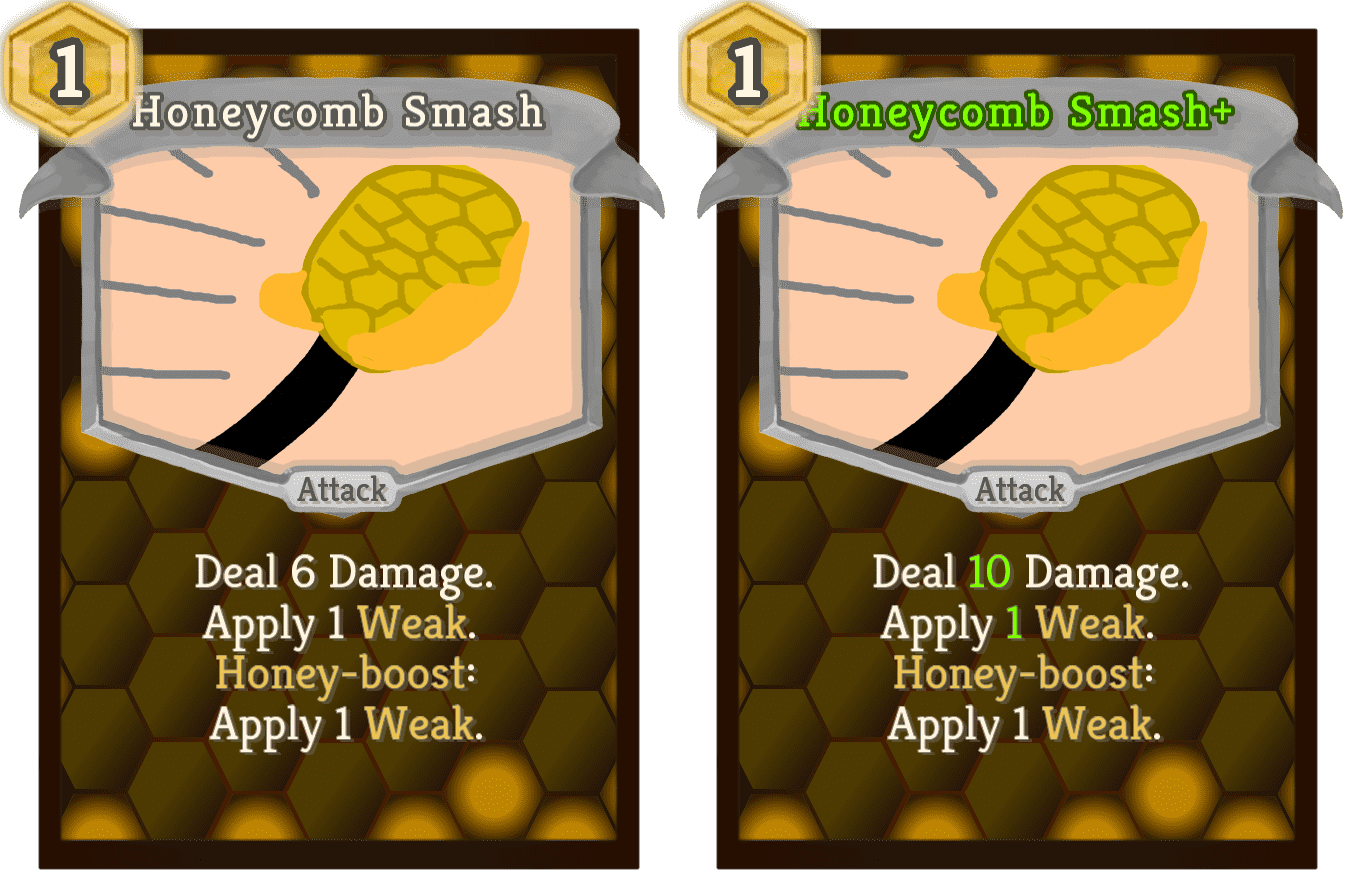 1
Honeycomb Smash
Attack
Deal 6 Damage.
Apply 1 Weak.
Honey-boost:
Apply 1 Weak.
1
Honeycomb Smash+
Attack
Deal 10 Damage.
Apply 1 Weak.
Honey-boost:
Apply 1 Weak.